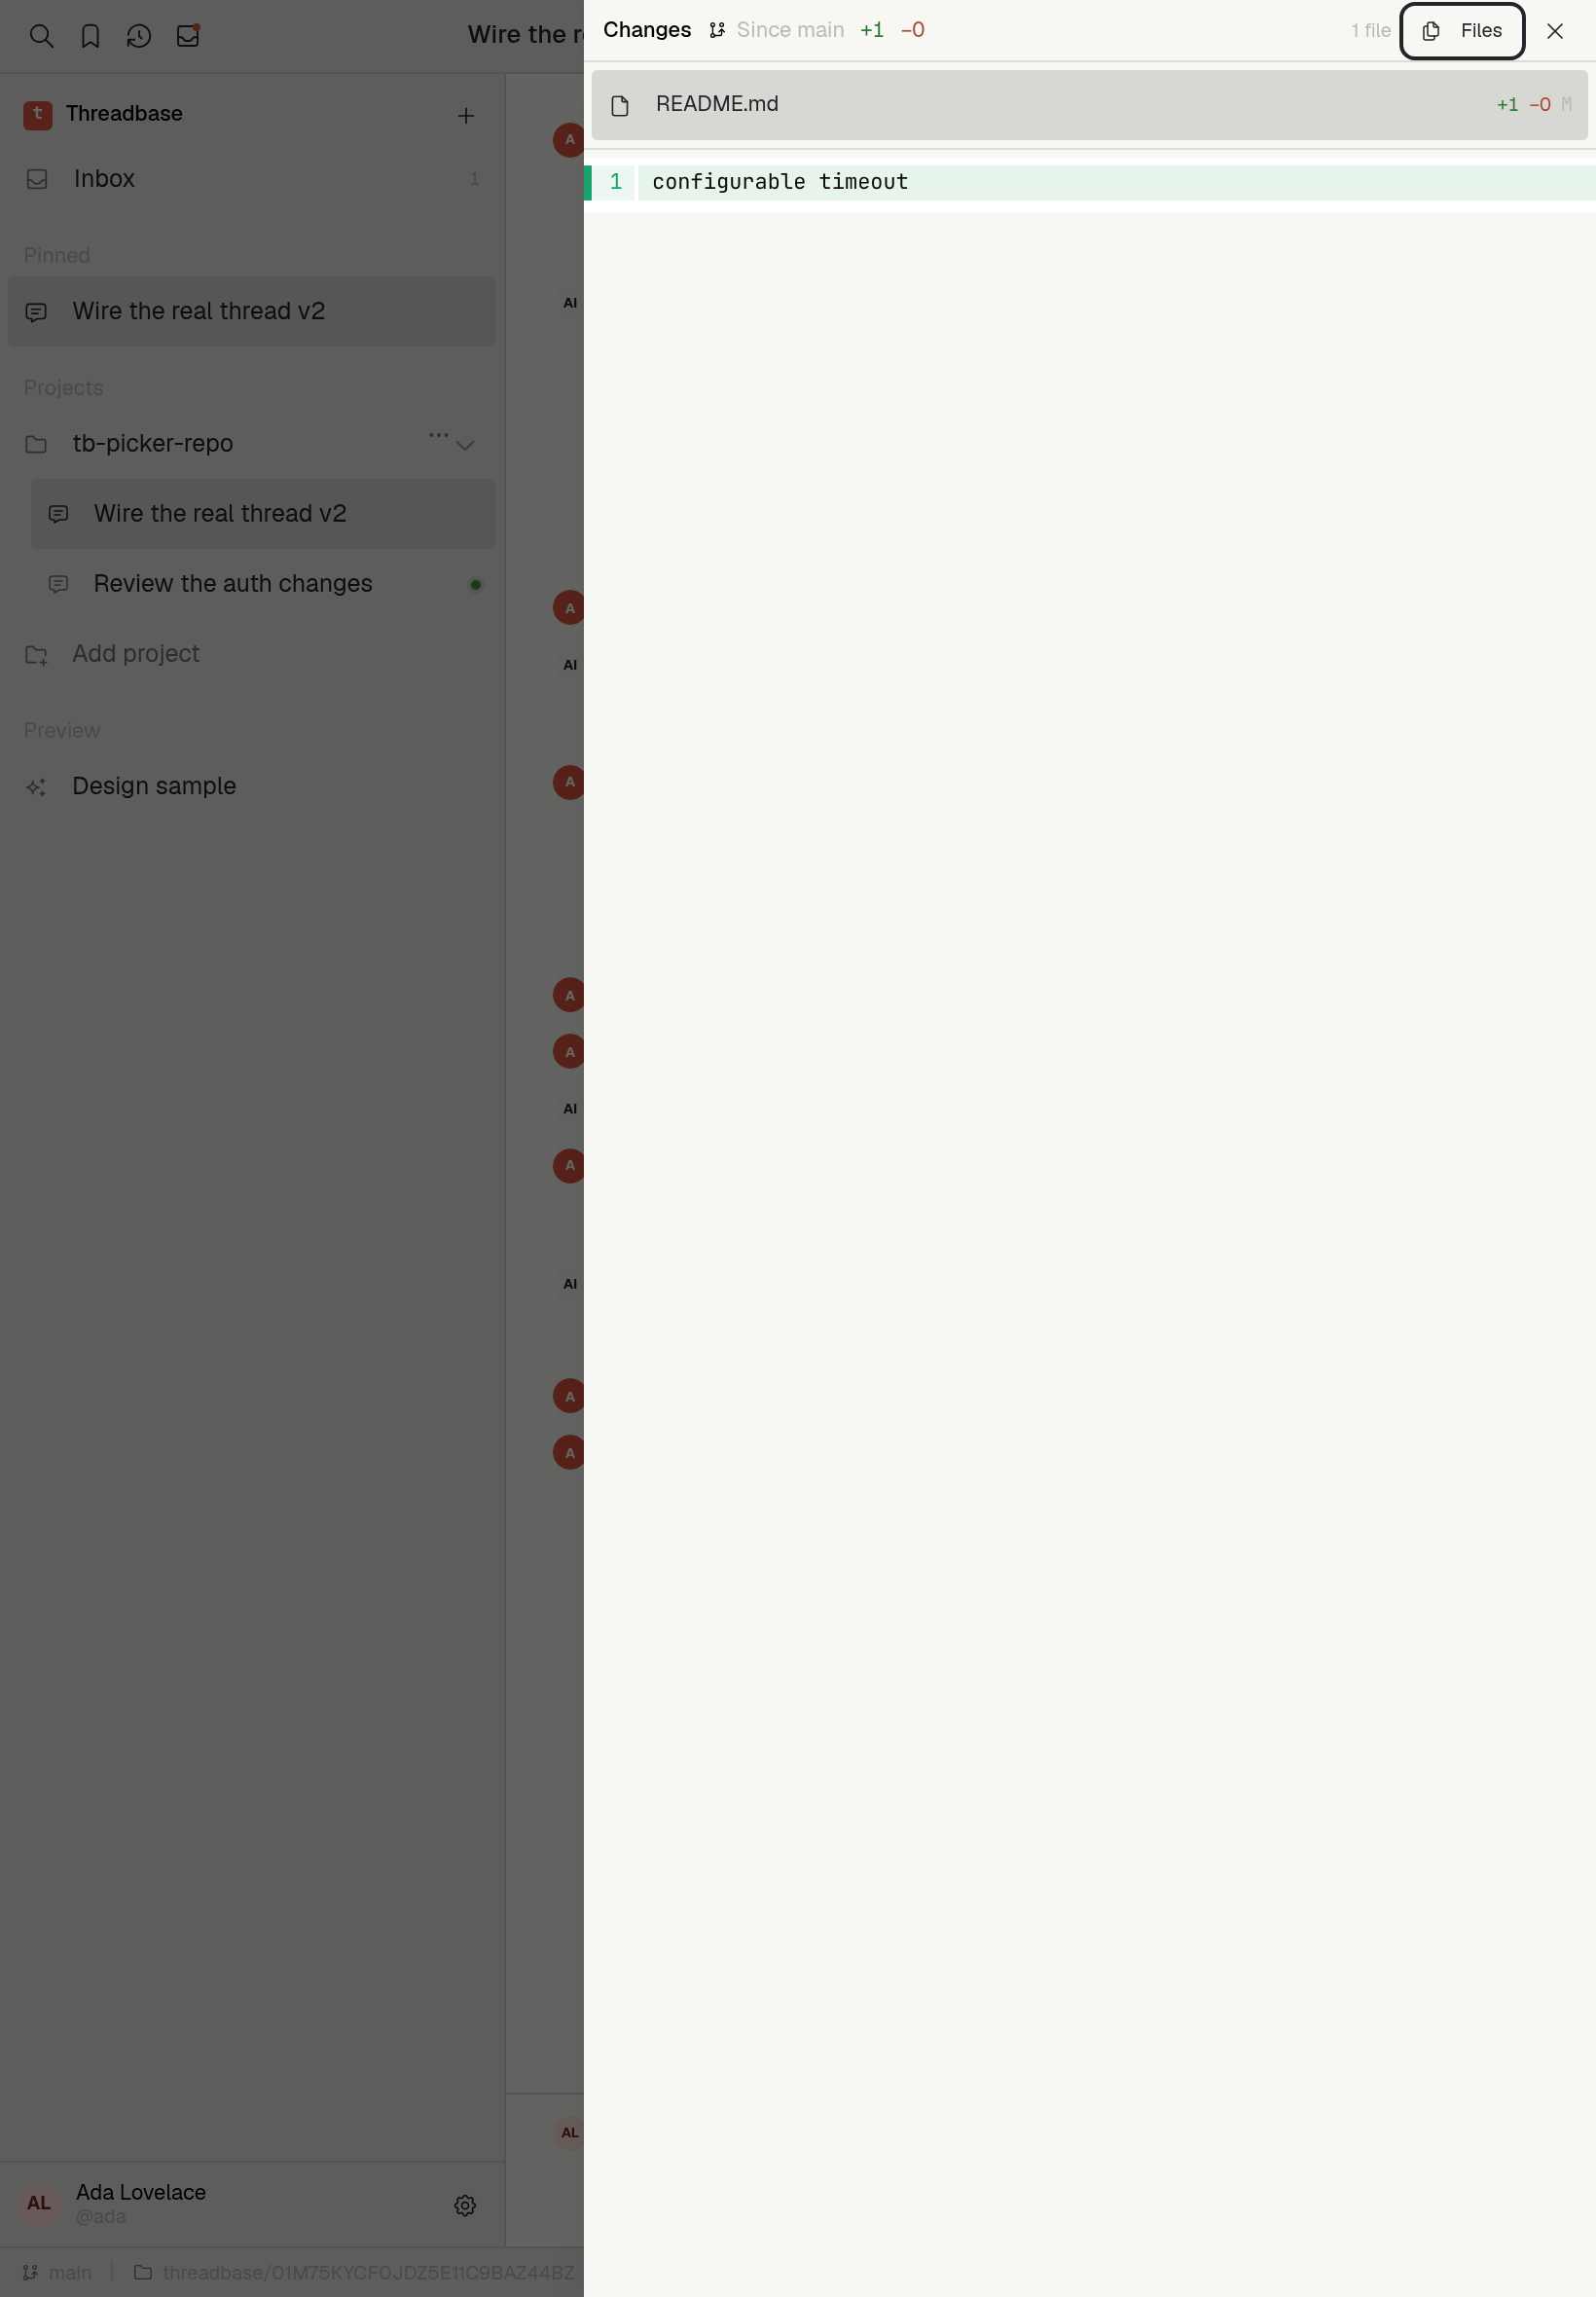 Wire the r
t Threadbase
Inbox 1
Pinned
Wire the real thread v2
Projects
tb-picker-repo
Wire the real thread v2
Review the auth changes
Add project
Preview
Design sample
AL Ada Lovelace
@ada
main threadbase/01M75KYCF0JDZ5E11C9BAZ44BZ
A
AI
A
AI
A
A
A
AI
A
AI
A
A
AL
Changes Since main +1 −0 1 file Files
README.md +1 −0 M
1 configurable timeout